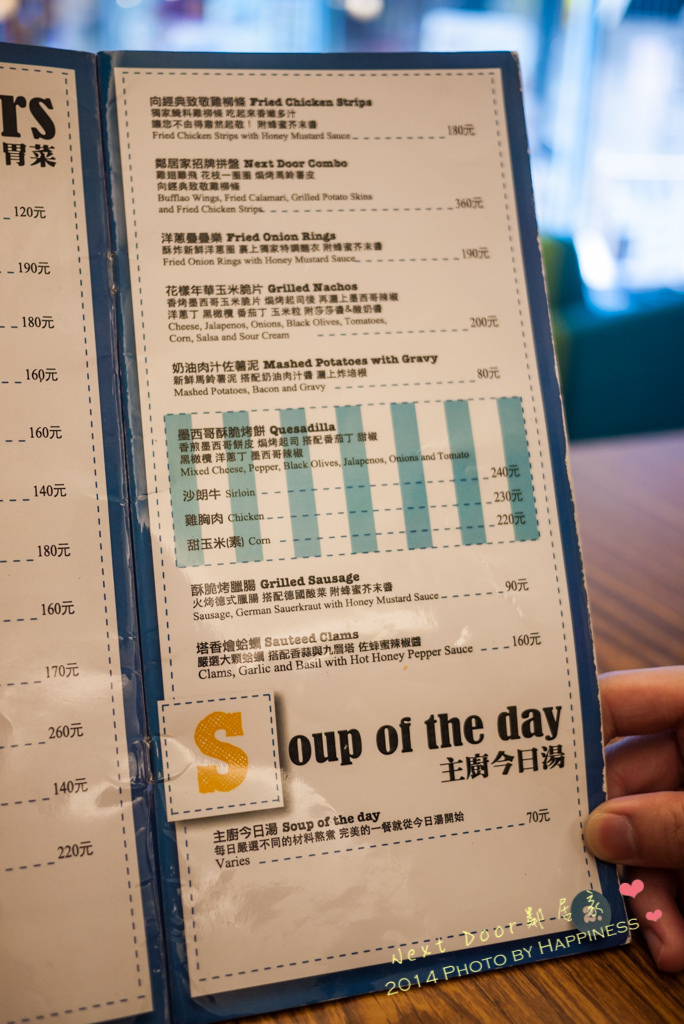 rs
胃菜
120元
190元
180元
160元
160元
140元
180元
160元
170元
260元
140元
220元
向經典致敬雞柳條 Fried Chicken Strips
獨家醃料雞柳條 吃起來香嫩多汁
讓您不由得肅然起敬！ 附蜂蜜芥末醬
Fried Chicken Strips with Honey Mustard Sauce 180元
鄰居家招牌拼盤 Next Door Combo
雞翅雞飛 花枝一圈圈 焗烤馬鈴薯皮
向經典致敬雞柳條
Bufflao Wings, Fried Calamari, Grilled Potato Skins
and Fried Chicken Strips 360元
洋蔥疊疊樂 Fried Onion Rings
酥炸新鮮洋蔥圈 裹上獨家特調麵衣 附蜂蜜芥末醬
Fried Onion Rings with Honey Mustard Sauce 190元
花樣年華玉米脆片 Grilled Nachos
香烤墨西哥玉米脆片 焗烤起司後 再灑上墨西哥辣椒
洋蔥丁 黑橄欖 番茄丁 玉米粒 附莎莎醬&酸奶醬
Cheese, Jalapenos, Onions, Black Olives, Tomatoes,
Corn, Salsa and Sour Cream 200元
奶油肉汁佐薯泥 Mashed Potatoes with Gravy
新鮮馬鈴薯泥 搭配奶油肉汁醬 灑上炸培根
Mashed Potatoes, Bacon and Gravy 80元
墨西哥酥脆烤餅 Quesadilla
香煎墨西哥餅皮 焗烤起司 搭配番茄丁 甜椒
黑橄欖 洋蔥丁 墨西哥辣椒
Mixed Cheese, Pepper, Black Olives, Jalapenos, Onions and Tomato
沙朗牛 Sirloin 240元
雞胸肉 Chicken 230元
甜玉米(素) Corn 220元
酥脆烤臘腸 Grilled Sausage
火烤德式臘腸 搭配德國酸菜 附蜂蜜芥末醬
Sausage, German Sauerkraut with Honey Mustard Sauce 90元
塔香燴蛤蠣 Sauteed Clams
嚴選大顆蛤蠣 搭配香蒜與九層塔 佐蜂蜜辣椒醬
Clams, Garlic and Basil with Hot Honey Pepper Sauce 160元
Soup of the day
主廚今日湯
主廚今日湯 Soup of the day
每日嚴選不同的材料熬煮 完美的一餐就從今日湯開始
Varies 70元
Next Door鄰居家
2014 PHOTO BY HAPPINESS